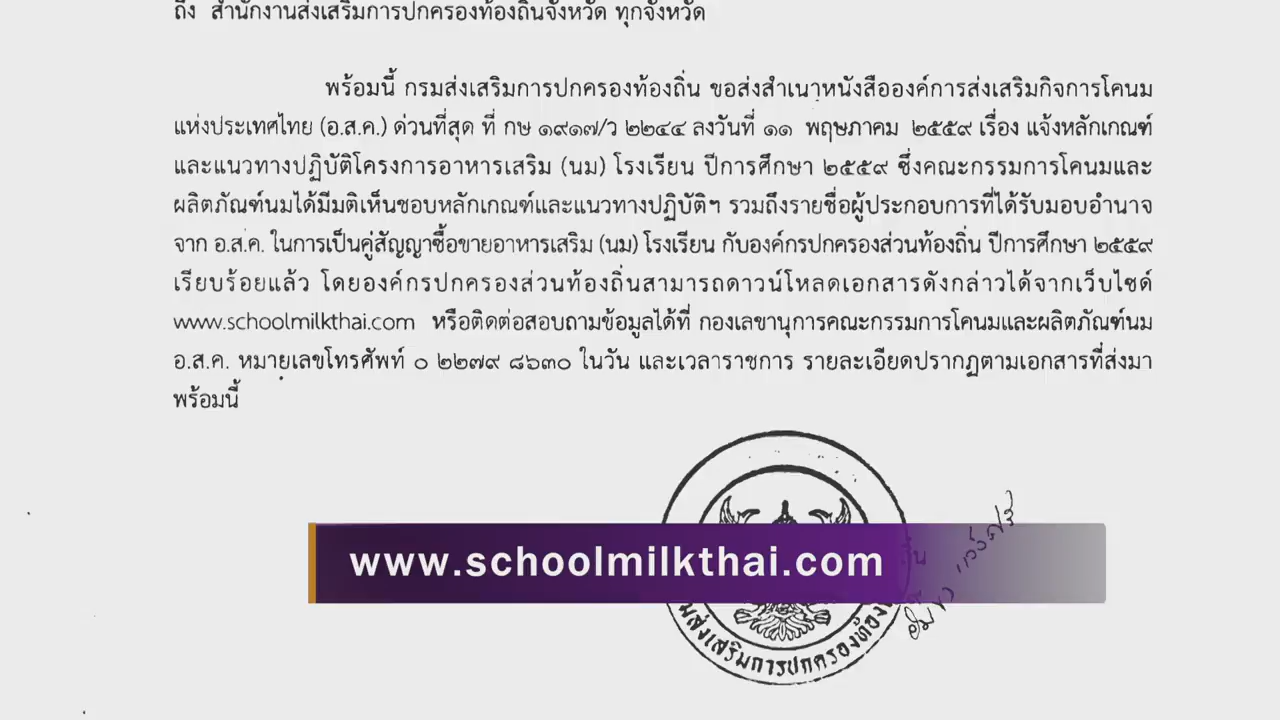 ถึง สำนักงานส่งเสริมการปกครองท้องถิ่นจังหวัด ทุกจังหวัด
พร้อมนี้ กรมส่งเสริมการปกครองท้องถิ่น ขอส่งสำเนาหนังสือองค์การส่งเสริมกิจการโคนม
แห่งประเทศไทย (อ.ส.ค.) ด่วนที่สุด ที่ กษ ๑๙๑๗/ว ๒๒๔๔ ลงวันที่ ๑๑ พฤษภาคม ๒๕๕๙ เรื่อง แจ้งหลักเกณฑ์
และแนวทางปฏิบัติโครงการอาหารเสริม (นม) โรงเรียน ปีการศึกษา ๒๕๕๙ ซึ่งคณะกรรมการโคนมและ
ผลิตภัณฑ์นมได้มีมติเห็นชอบหลักเกณฑ์และแนวทางปฏิบัติฯ รวมถึงรายชื่อผู้ประกอบการที่ได้รับมอบอำนาจ
จาก อ.ส.ค. ในการเป็นคู่สัญญาซื้อขายอาหารเสริม (นม) โรงเรียน กับองค์กรปกครองส่วนท้องถิ่น ปีการศึกษา ๒๕๕๙
เรียบร้อยแล้ว โดยองค์กรปกครองส่วนท้องถิ่นสามารถดาวน์โหลดเอกสารดังกล่าวได้จากเว็บไซด์
www.schoolmilkthai.com หรือติดต่อสอบถามข้อมูลได้ที่ กองเลขานุการคณะกรรมการโคนมและผลิตภัณฑ์นม
อ.ส.ค. หมายเลขโทรศัพท์ ๐ ๒๒๗๙ ๘๖๓๐ ในวัน และเวลาราชการ รายละเอียดปรากฏตามเอกสารที่ส่งมา
พร้อมนี้
www.schoolmilkthai.com
ส่งเสริมการปกครองท้อง